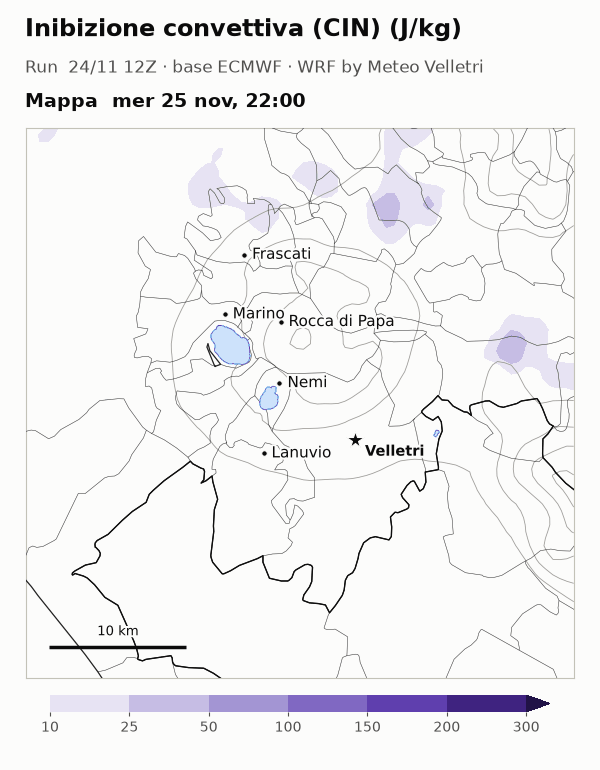 Inibizione convettiva (CIN) (J/kg)
Run  24/11 12Z · base ECMWF · WRF by Meteo Velletri
Mappa  mer 25 nov, 22:00
Frascati
Marino
Rocca di Papa
Nemi
Velletri
Lanuvio
10 km
10 25 50 100 150 200 300